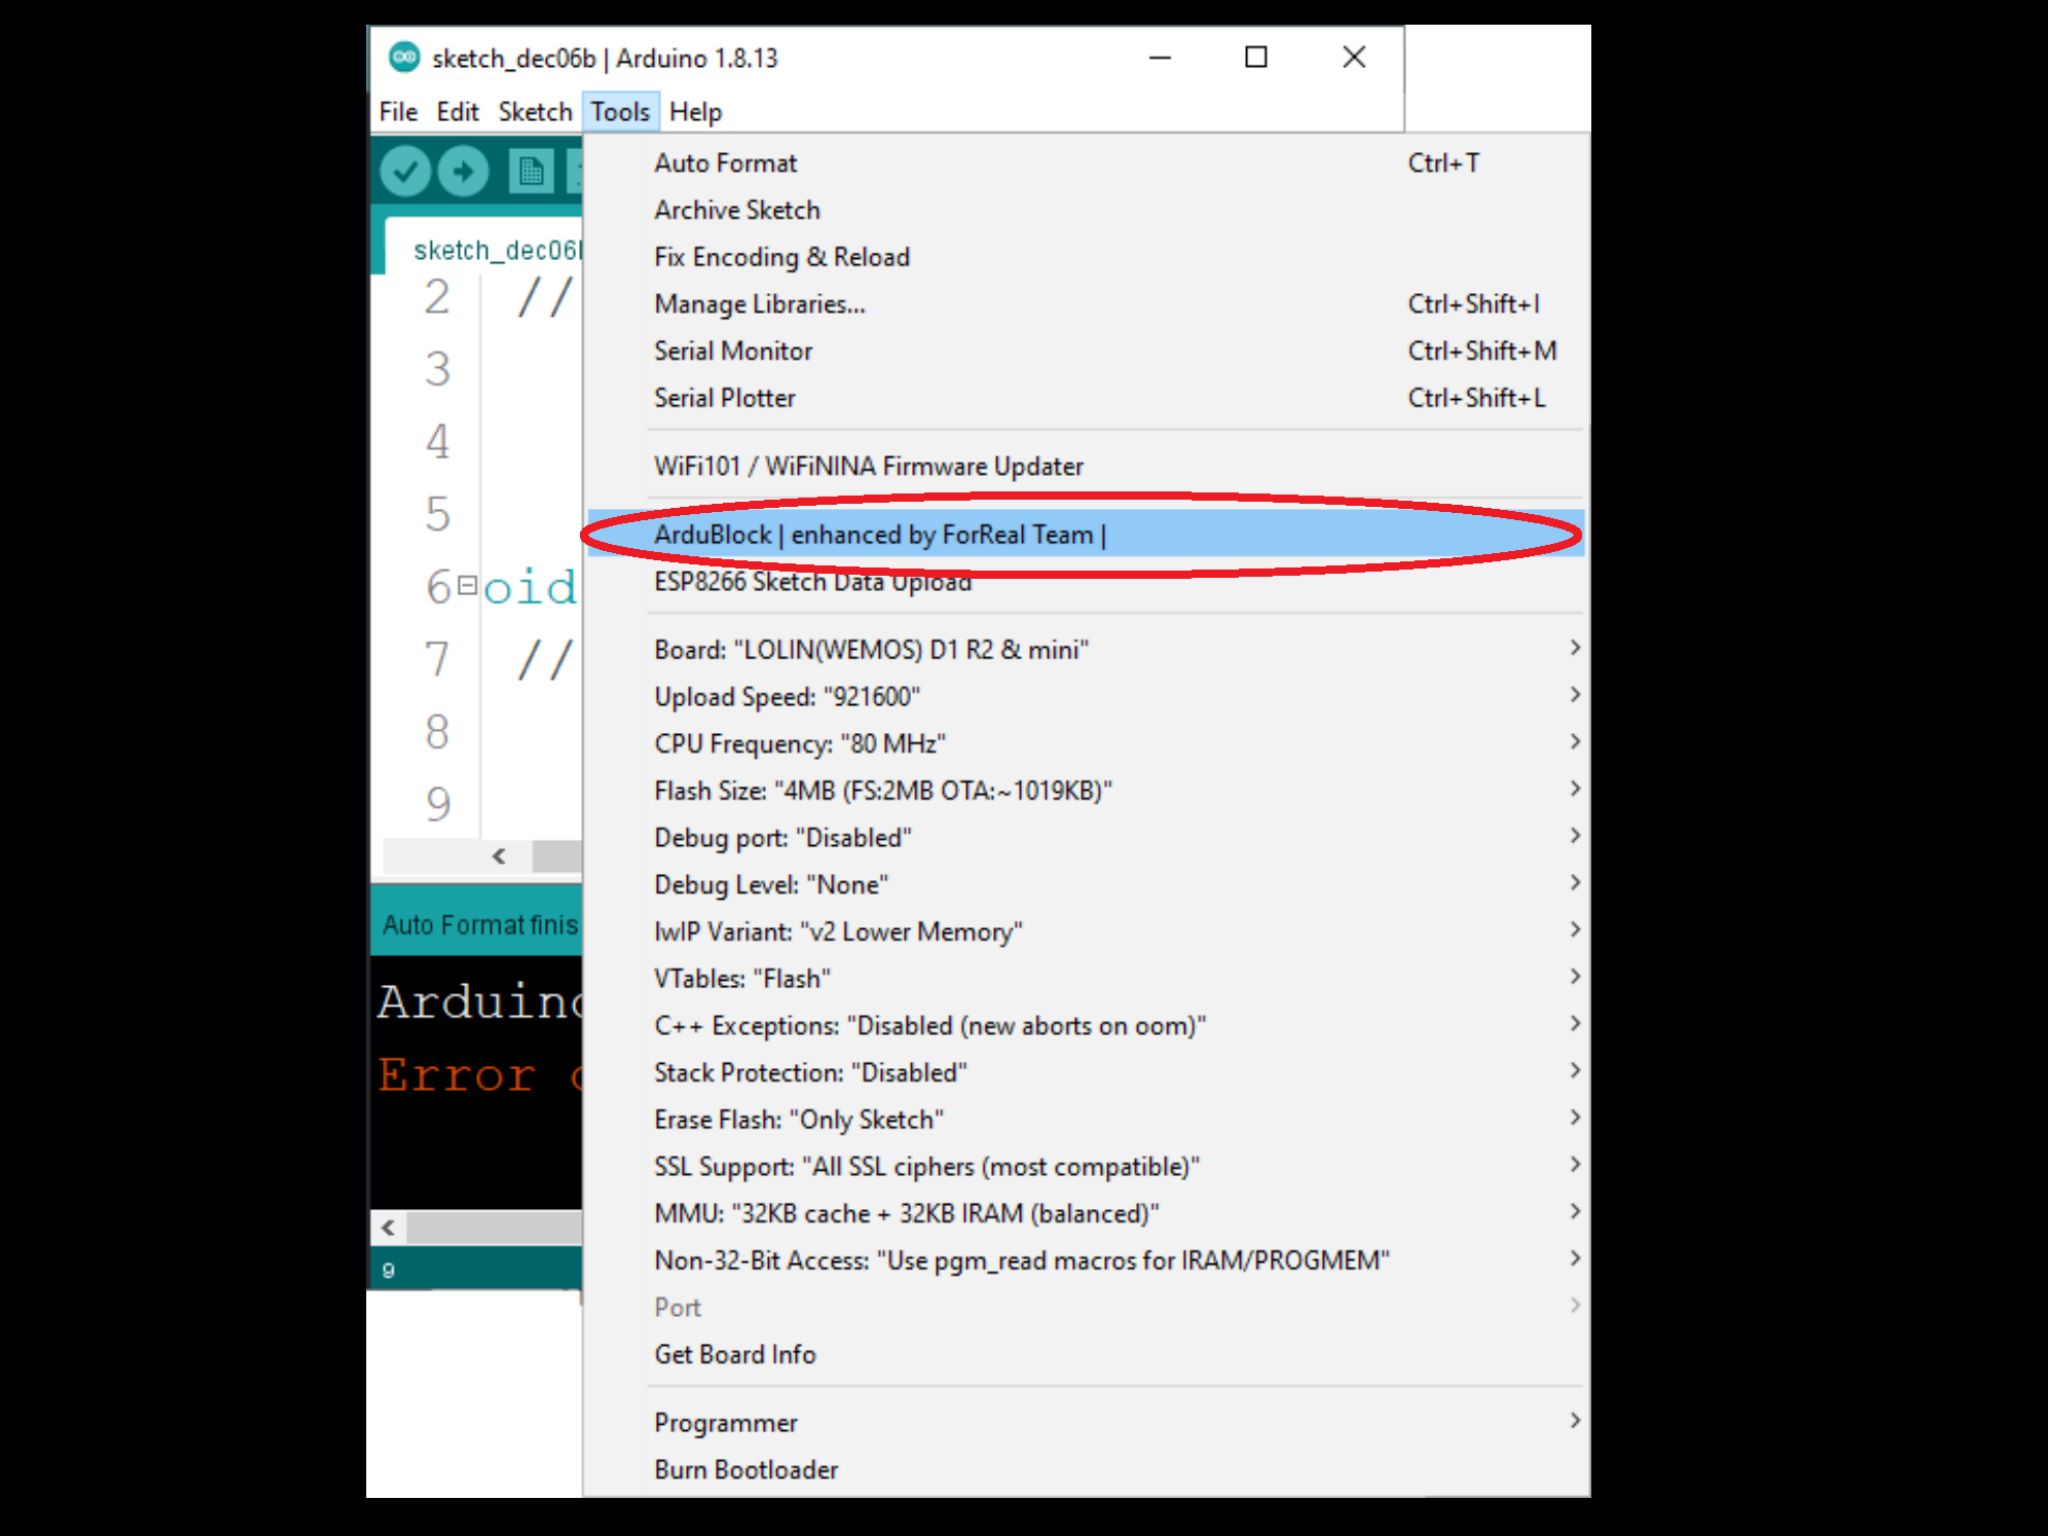 sketch_dec06b | Arduino 1.8.13
File Edit Sketch Tools Help
Auto Format Ctrl+T
Archive Sketch
Fix Encoding & Reload
Manage Libraries... Ctrl+Shift+I
Serial Monitor Ctrl+Shift+M
Serial Plotter Ctrl+Shift+L
WiFi101 / WiFiNINA Firmware Updater
ArduBlock | enhanced by ForReal Team |
ESP8266 Sketch Data Upload
Board: "LOLIN(WEMOS) D1 R2 & mini"
Upload Speed: "921600"
CPU Frequency: "80 MHz"
Flash Size: "4MB (FS:2MB OTA:~1019KB)"
Debug port: "Disabled"
Debug Level: "None"
lwIP Variant: "v2 Lower Memory"
VTables: "Flash"
C++ Exceptions: "Disabled (new aborts on oom)"
Stack Protection: "Disabled"
Erase Flash: "Only Sketch"
SSL Support: "All SSL ciphers (most compatible)"
MMU: "32KB cache + 32KB IRAM (balanced)"
Non-32-Bit Access: "Use pgm_read macros for IRAM/PROGMEM"
Port
Get Board Info
Programmer
Burn Bootloader
sketch_dec06
2 //
3
4
5
6 oid
7 //
8
9
Auto Format finis
Arduino
Error
9